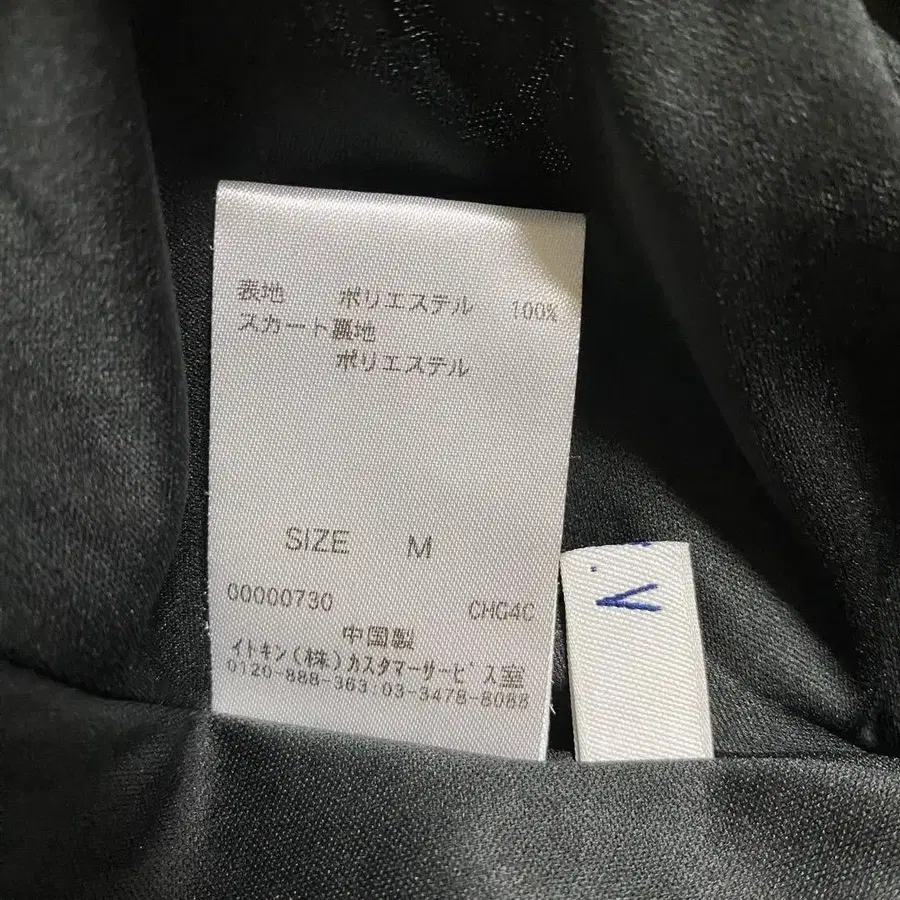 表地 ポリエステル 100%
スカート裏地
ポリエステル
SIZE M
00000730 CHG4C
中国製
イトキン(株)カスタマーサービス室
0120-888-363:03-3478-8088